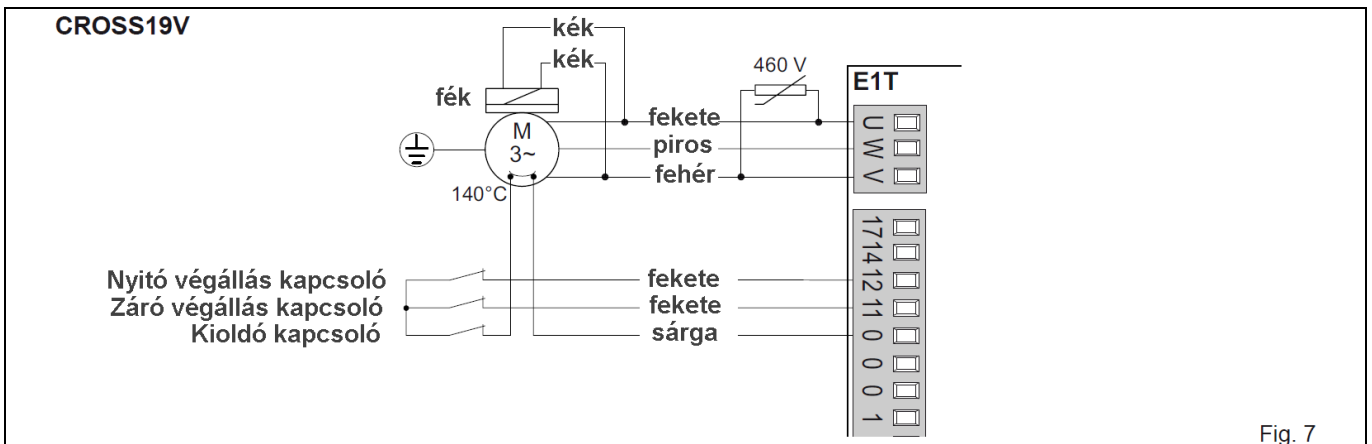 CROSS19V
kék
kék
460 V
E1T
fék
fekete
U
M
3~
piros
W
fehér
V
140°C
17
14
Nyitó végállás kapcsoló
fekete
12
Záró végállás kapcsoló
fekete
11
Kioldó kapcsoló
sárga
0
0
0
1
Fig. 7